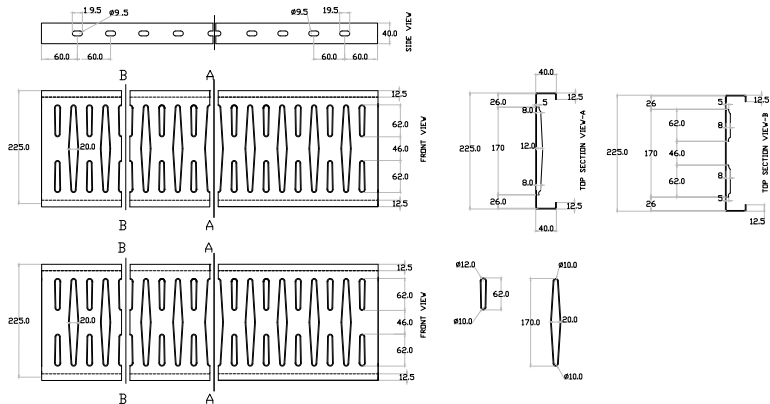 19.5
ø9.5
ø9.5
19.5
40.0
60.0
60.0
60.0
60.0
SIDE VIEW
B
A
12.5
62.0
225.0
20.0
46.0
62.0
12.5
FRONT VIEW
B
A
40.0
12.5
26.0
5
8.0
225.0
170
12.0
8.0
26.0
12.5
40.0
TOP SECTION VIEW-A
12.5
26
5
62.0
8
225.0
170
46.0
62.0
8
26
5
12.5
TOP SECTION VIEW-B
B
A
12.5
62.0
225.0
20.0
46.0
62.0
12.5
FRONT VIEW
B
A
ø12.0
62.0
ø10.0
ø10.0
170.0
20.0
ø10.0